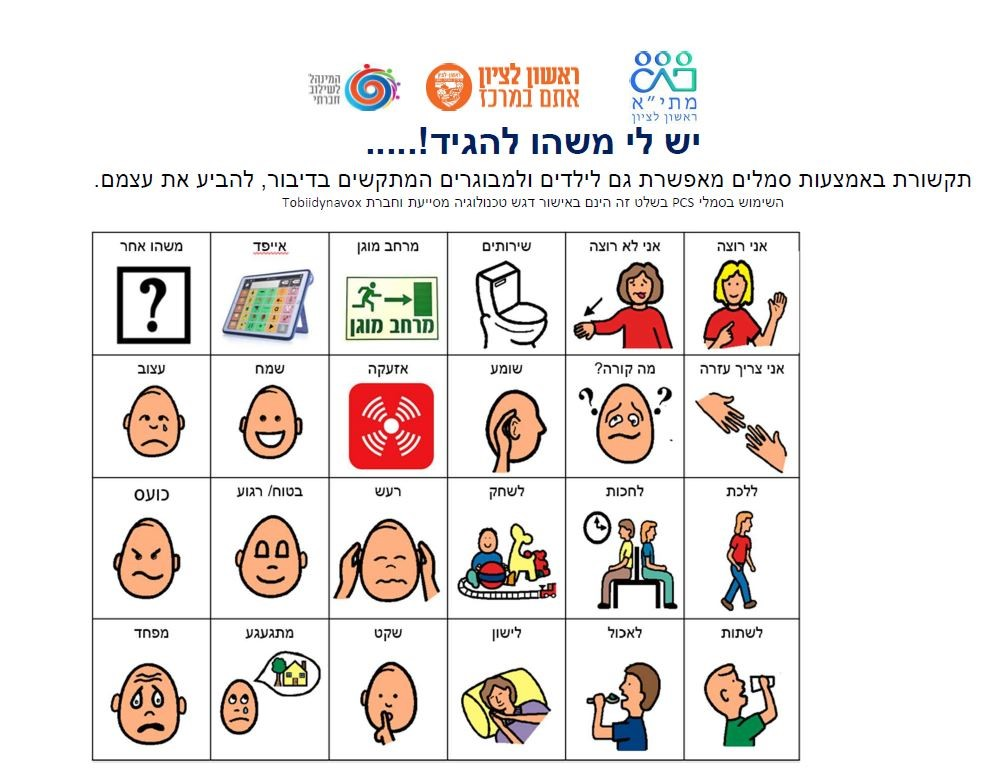 המינהל
לשילוב
חברתי
ראשון לציון
אתם במרכז
מתי"א
ראשון לציון
יש לי משהו להגיד!.....
תקשורת באמצעות סמלים מאפשרת גם לילדים ולמבוגרים המתקשים בדיבור, להביע את עצמם.
השימוש בסמלי PCS בשלט זה הינם באישור דגש טכנולוגיה מסייעת וחברת Tobiidynavox
אני רוצה
אני לא רוצה
שירותים
מרחב מוגן
מרחב מוגן
אייפד
משהו אחר
?
אני צריך עזרה
מה קורה?
? ?
שומע
אזעקה
שמח
עצוב
ללכת
לחכות
לשחק
רעש
בטוח/ רגוע
כועס
לשתות
לאכול
לישון
שקט
מתגעגע
מפחד